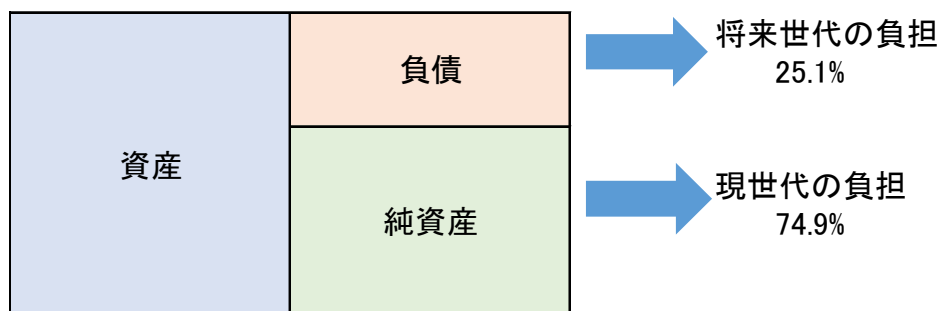 資産
負債
純資産
将来世代の負担
25.1%
現世代の負担
74.9%